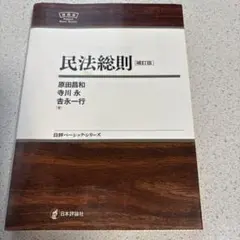 民法総則[補訂版]
原田昌和
寺川 永
吉永一行
[著]
日評ベーシック・シリーズ
日本評論社